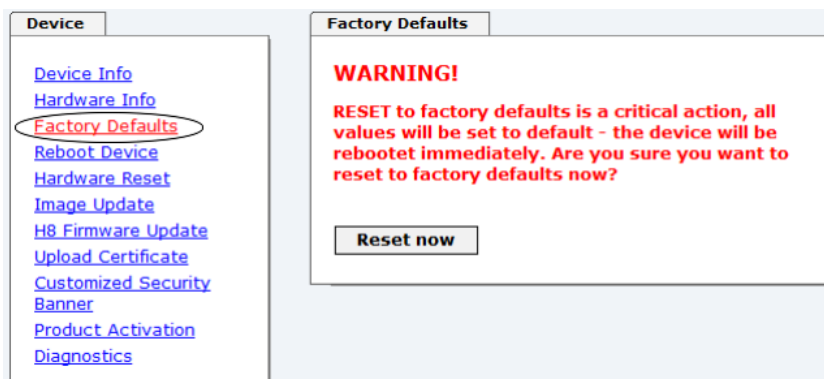 Device
Device Info
Hardware Info
Factory Defaults
Reboot Device
Hardware Reset
Image Update
H8 Firmware Update
Upload Certificate
Customized Security
Banner
Product Activation
Diagnostics
Factory Defaults
WARNING!
RESET to factory defaults is a critical action, all
values will be set to default - the device will be
rebootet immediately. Are you sure you want to
reset to factory defaults now?
Reset now